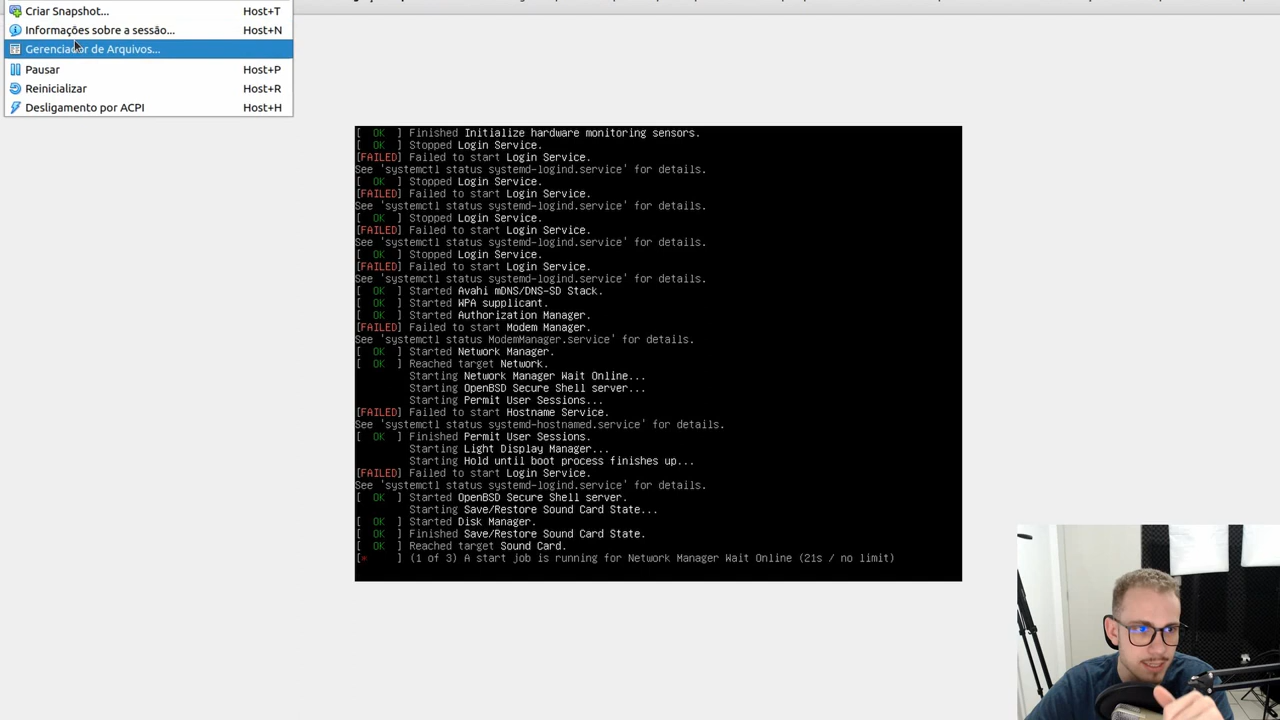 Criar Snapshot... Host+T
Informações sobre a sessão... Host+N
Gerenciador de Arquivos...
Pausar Host+P
Reinicializar Host+R
Desligamento por ACPI Host+H
[  OK  ] Finished Initialize hardware monitoring sensors.
[  OK  ] Stopped Login Service.
[FAILED] Failed to start Login Service.
See 'systemctl status systemd-logind.service' for details.
[  OK  ] Stopped Login Service.
[FAILED] Failed to start Login Service.
See 'systemctl status systemd-logind.service' for details.
[  OK  ] Stopped Login Service.
[FAILED] Failed to start Login Service.
See 'systemctl status systemd-logind.service' for details.
[  OK  ] Stopped Login Service.
[FAILED] Failed to start Login Service.
See 'systemctl status systemd-logind.service' for details.
[  OK  ] Started Avahi mDNS/DNS-SD Stack.
[  OK  ] Started WPA supplicant.
[  OK  ] Started Authorization Manager.
[FAILED] Failed to start Modem Manager.
See 'systemctl status ModemManager.service' for details.
[  OK  ] Started Network Manager.
[  OK  ] Reached target Network.
Starting Network Manager Wait Online...
Starting OpenBSD Secure Shell server...
Starting Permit User Sessions...
[FAILED] Failed to start Hostname Service.
See 'systemctl status systemd-hostnamed.service' for details.
[  OK  ] Finished Permit User Sessions.
Starting Light Display Manager...
Starting Hold until boot process finishes up...
[FAILED] Failed to start Login Service.
See 'systemctl status systemd-logind.service' for details.
[  OK  ] Started OpenBSD Secure Shell server.
Starting Save/Restore Sound Card State...
[  OK  ] Started Disk Manager.
[  OK  ] Finished Save/Restore Sound Card State.
[  OK  ] Reached target Sound Card.
[*     ] (1 of 3) A start job is running for Network Manager Wait Online (21s / no limit)